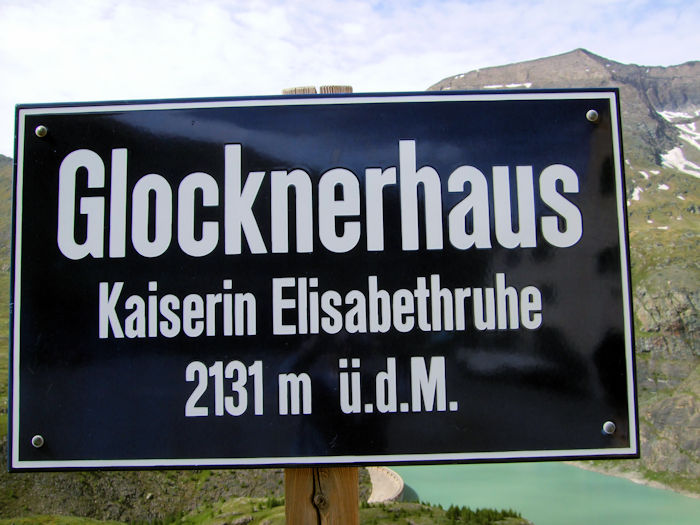 Glocknerhaus
Kaiserin Elisabethruhe
2131 m ü.d.M.